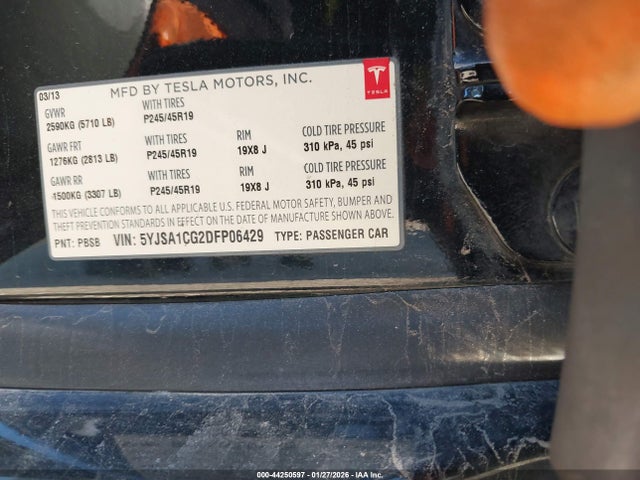 03/13 MFD BY TESLA MOTORS, INC. TESLA
GVWR WITH TIRES
2590KG (5710 LB) P245/45R19
GAWR FRT WITH TIRES RIM COLD TIRE PRESSURE
1276KG (2813 LB) P245/45R19 19X8 J 310 kPa, 45 psi
GAWR RR WITH TIRES RIM COLD TIRE PRESSURE
1500KG (3307 LB) P245/45R19 19X8 J 310 kPa, 45 psi
THIS VEHICLE CONFORMS TO ALL APPLICABLE U.S. FEDERAL MOTOR SAFETY, BUMPER AND
THEFT PREVENTION STANDARDS IN EFFECT ON THE DATE OF MANUFACTURE SHOWN ABOVE.
PNT: PBSB VIN: 5YJSA1CG2DFP06429 TYPE: PASSENGER CAR
000-44250597 - 01/27/2026 - IAA Inc.